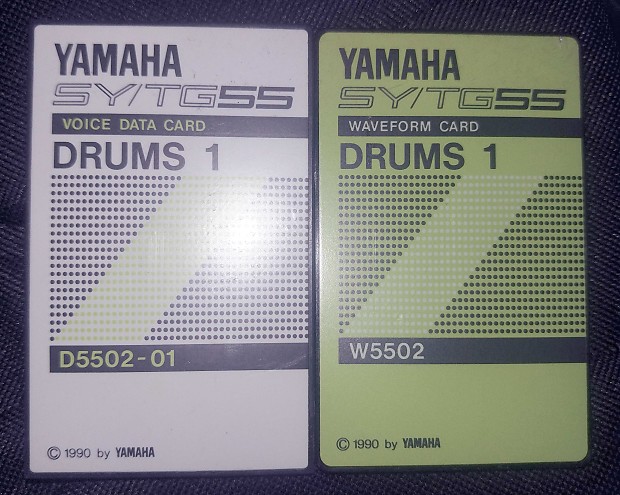 YAMAHA
SY/TG55
VOICE DATA CARD
DRUMS 1
D5502-01
© 1990 by YAMAHA
YAMAHA
SY/TG55
WAVEFORM CARD
DRUMS 1
W5502
© 1990 by YAMAHA